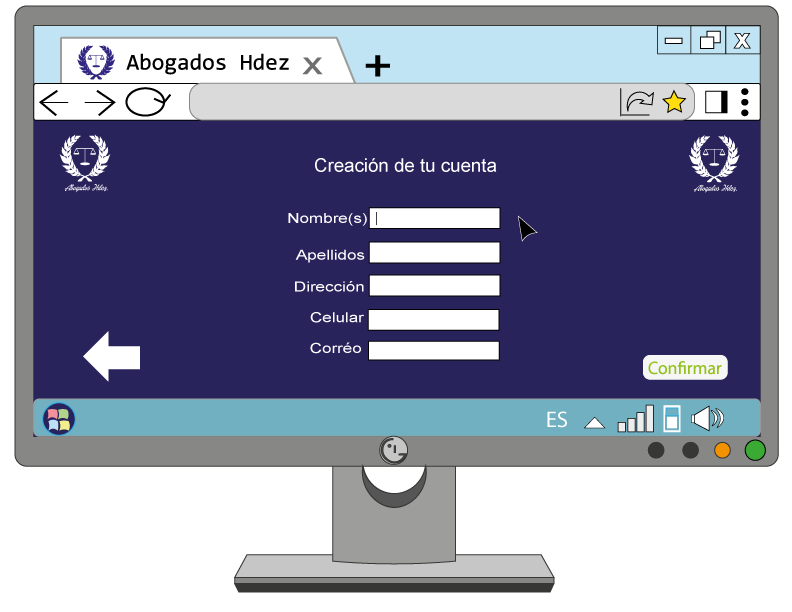 Abogados Hdez X
X
Creación de tu cuenta
Abogados Hdez.
Abogados Hdez.
Nombre(s)
Apellidos
Dirección
Celular
Corréo
Confirmar
ES